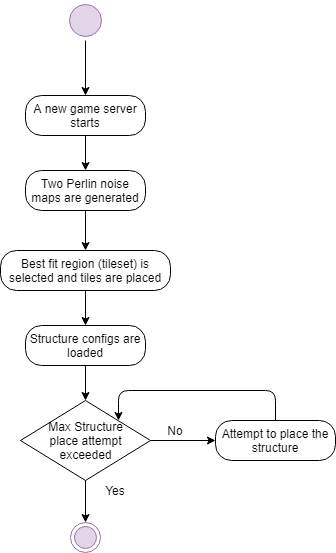 A new game server
starts
Two Perlin noise
maps are generated
Best fit region (tileset) is
selected and tiles are placed
Structure configs are
loaded
Max Structure
place attempt
exceeded
No
Attempt to place the
structure
Yes